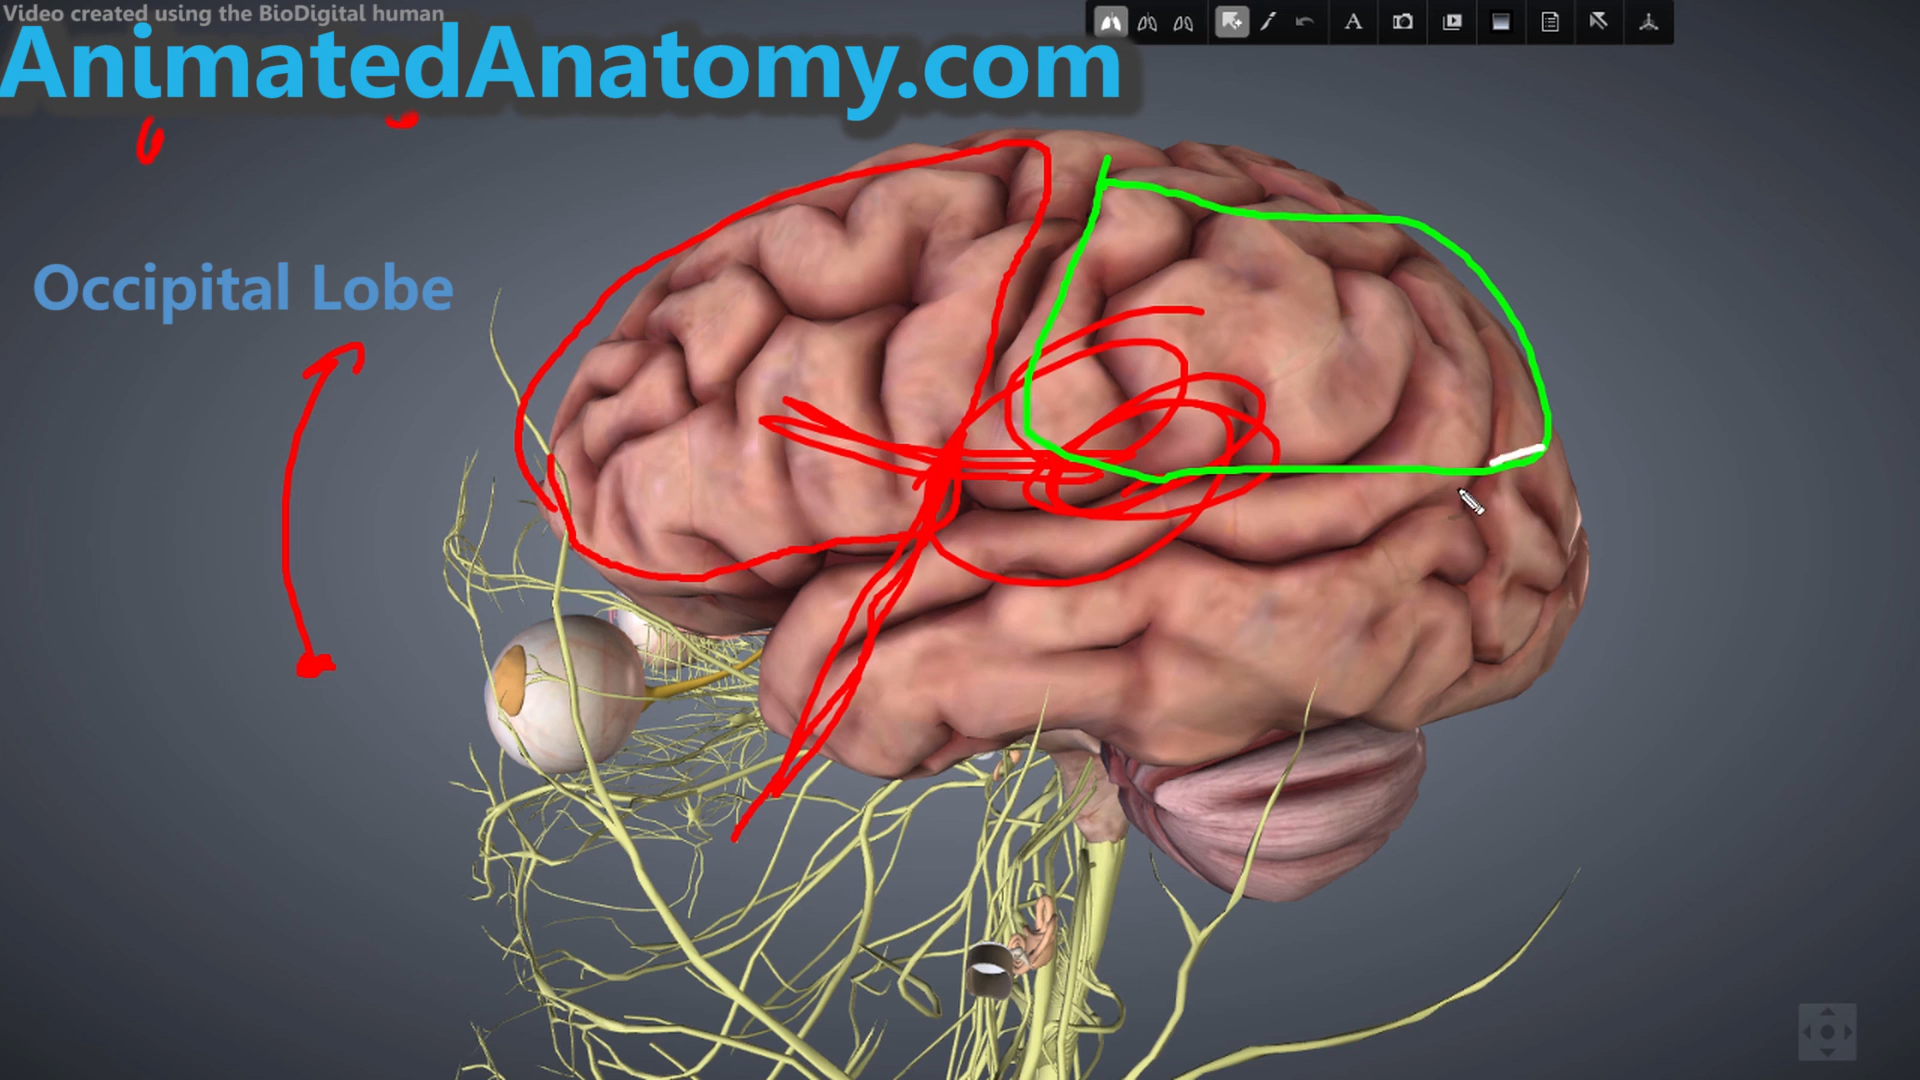 Video created using the BioDigital human
AnimatedAnatomy.com
A
Occipital Lobe